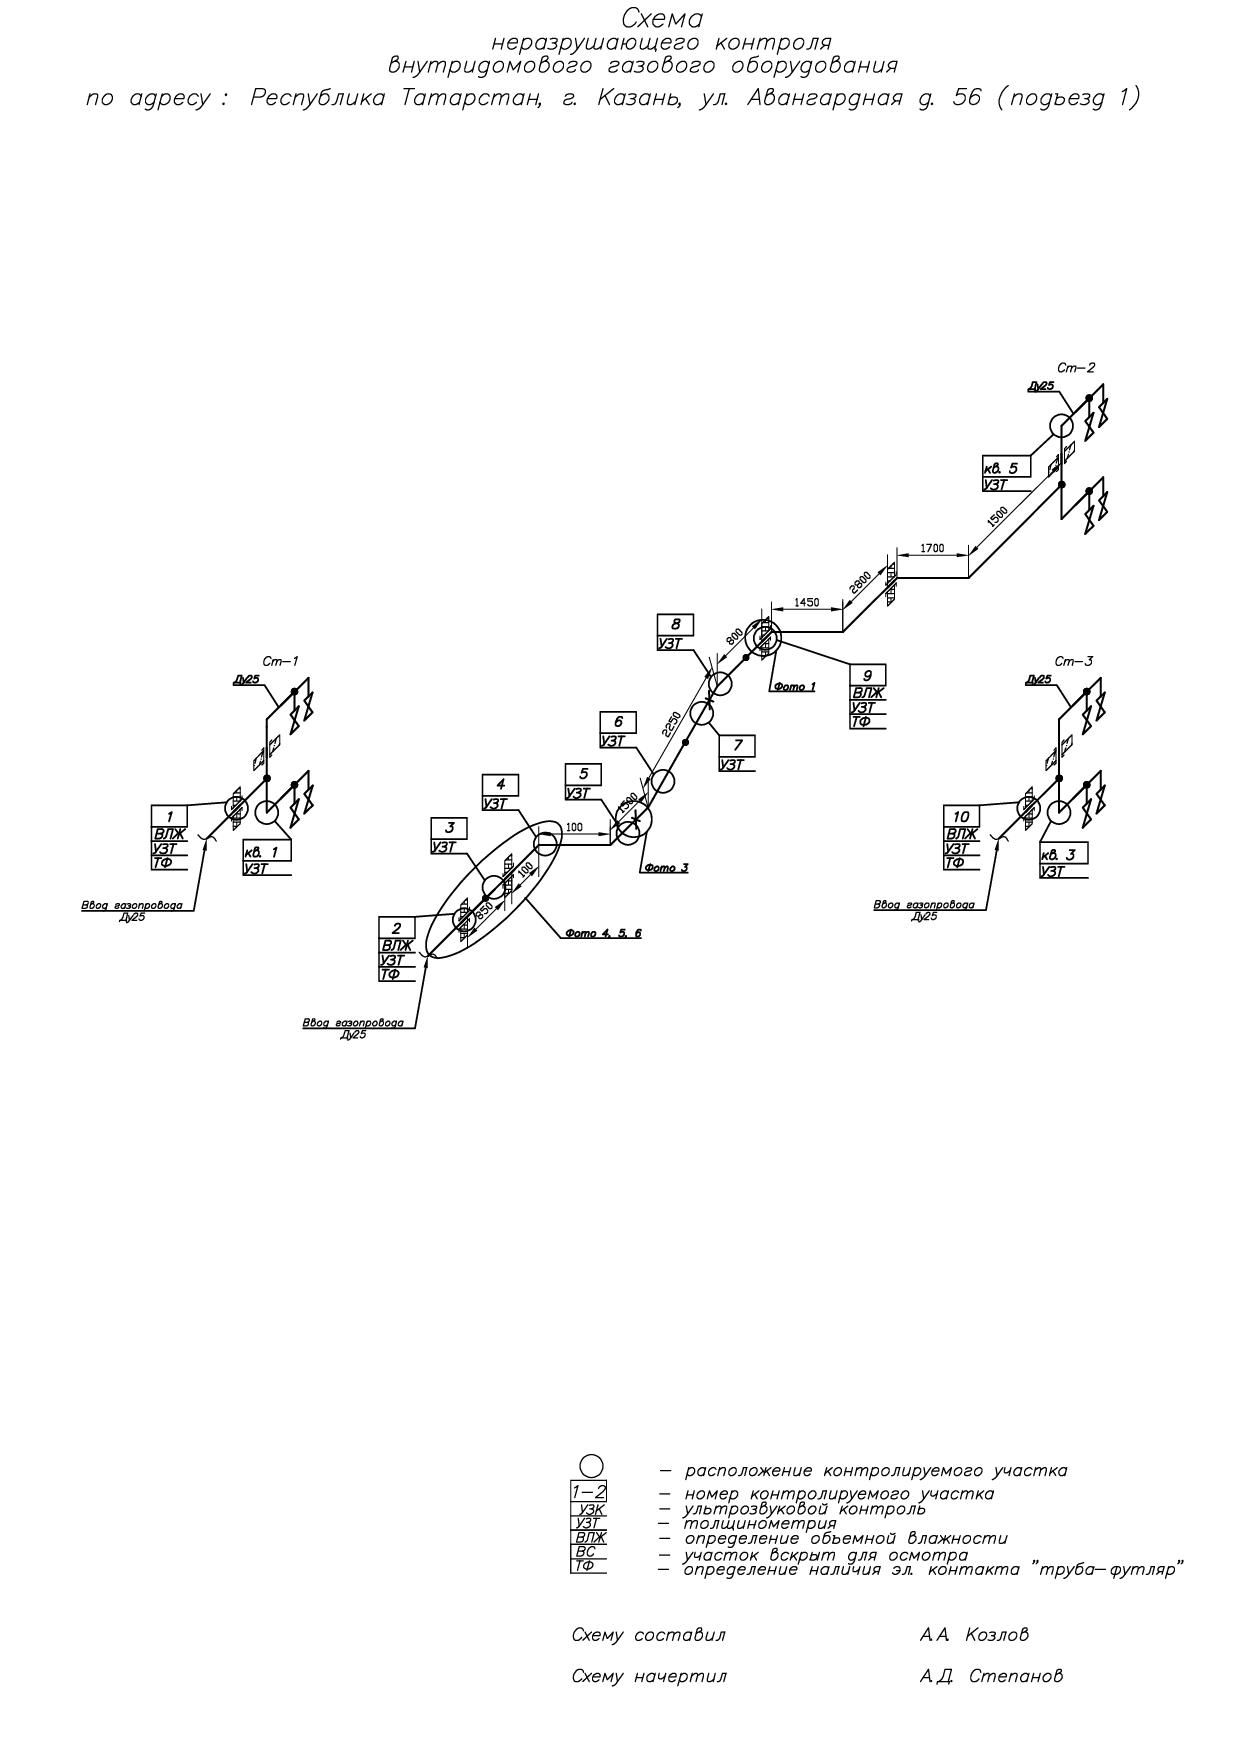 Схема
неразрушающего контроля
внутридомового газового оборудования
по адресу : Республика Татарстан, г. Казань, ул. Авангардная д. 56 (подъезд 1)
Ст-2
Ду25
кв. 5
УЗТ
1500
1700
2800
1450
8
УЗТ
800
Фото 1
9
ВЛЖ
УЗТ
ТФ
Ст-1
Ду25
1
ВЛЖ
УЗТ
ТФ
кв. 1
УЗТ
Ввод газопровода
Ду25
6
УЗТ
2250
7
УЗТ
5
УЗТ
1500
4
УЗТ
100
3
УЗТ
Фото 3
100
850
2
ВЛЖ
УЗТ
ТФ
Фото 4, 5, 6
Ввод газопровода
Ду25
Ст-3
Ду25
10
ВЛЖ
УЗТ
ТФ
кв. 3
УЗТ
Ввод газопровода
Ду25
– расположение контролируемого участка
1-2 – номер контролируемого участка
УЗК – ультрозвуковой контроль
УЗТ – толщинометрия
ВЛЖ – определение объемной влажности
ВС – участок вскрыт для осмотра
ТФ – определение наличия эл. контакта "труба-футляр"
Схему составил А.А. Козлов
Схему начертил А.Д. Степанов